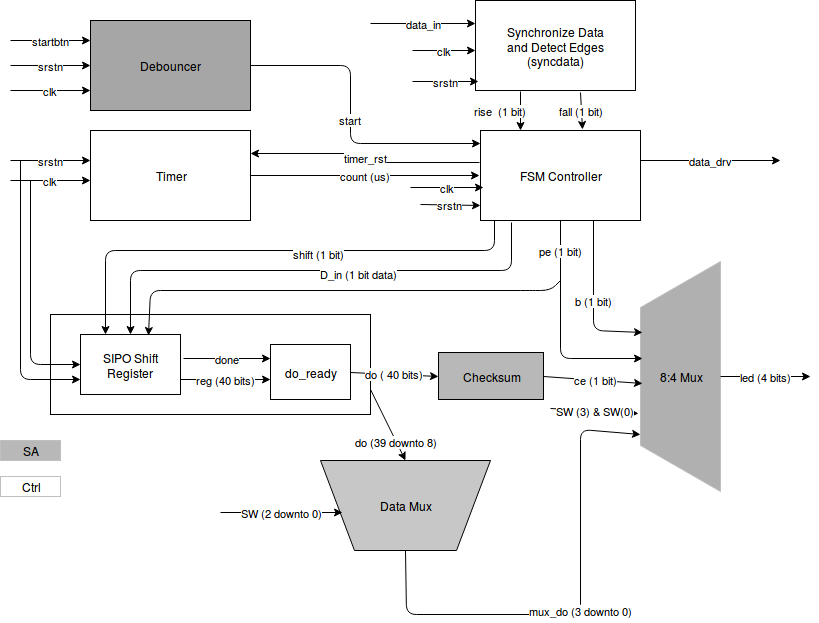 data_in
startbtn
srstn
clk
Debouncer
clk
srstn
Synchronize Data
and Detect Edges
(syncdata)
rise (1 bit)
fall (1 bit)
start
srstn
clk
Timer
timer_rst
count (us)
clk
srstn
FSM Controller
data_drv
shift (1 bit)
D_in (1 bit data)
pe (1 bit)
b (1 bit)
SIPO Shift
Register
done
reg (40 bits)
do_ready
do ( 40 bits)
Checksum
ce (1 bit)
SW (3) & SW(0)
8:4 Mux
led (4 bits)
do (39 downto 8)
SA
Ctrl
SW (2 downto 0)
Data Mux
mux_do (3 downto 0)